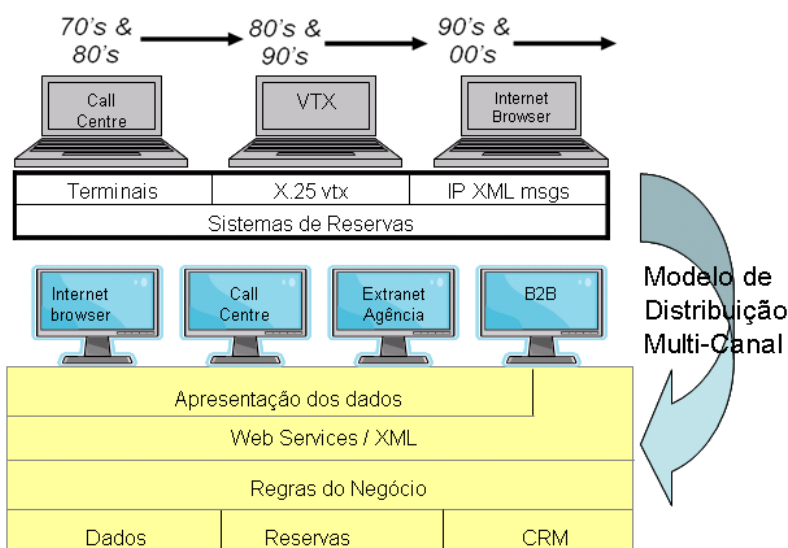 70's &
80's
80's &
90's
90's &
00's
Call
Centre
VTX
Internet
Browser
Terminais
X.25 vtx
IP XML msgs
Sistemas de Reservas
Internet
browser
Call
Centre
Extranet
Agência
B2B
Modelo de
Distribuição
Multi-Canal
Apresentação dos dados
Web Services / XML
Regras do Negócio
Dados
Reservas
CRM